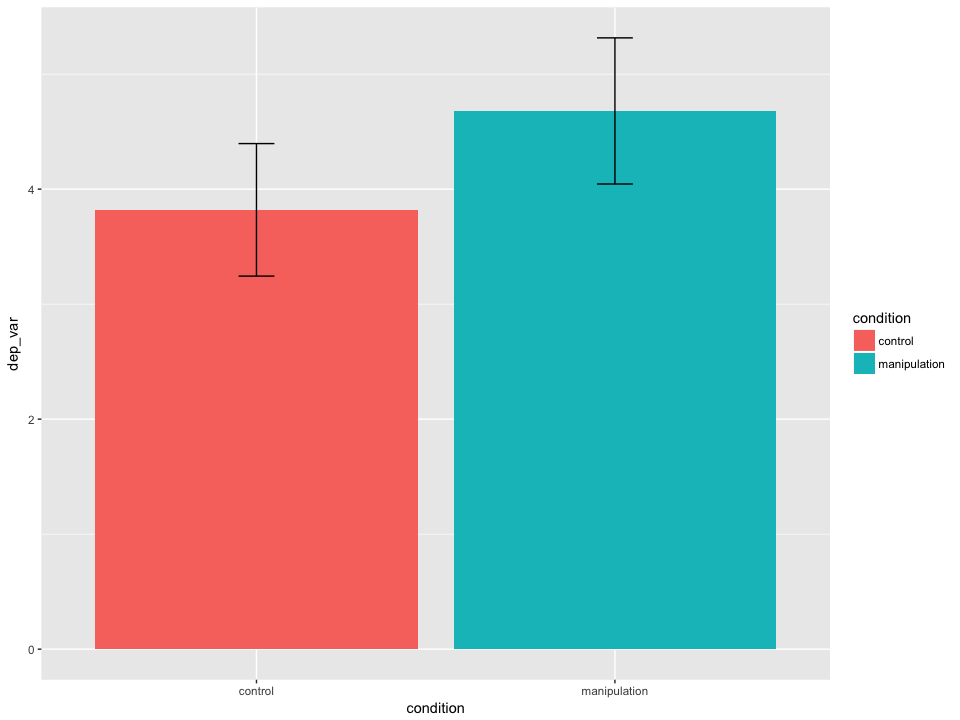 dep_var
4
2
0
control
manipulation
condition
condition
control
manipulation